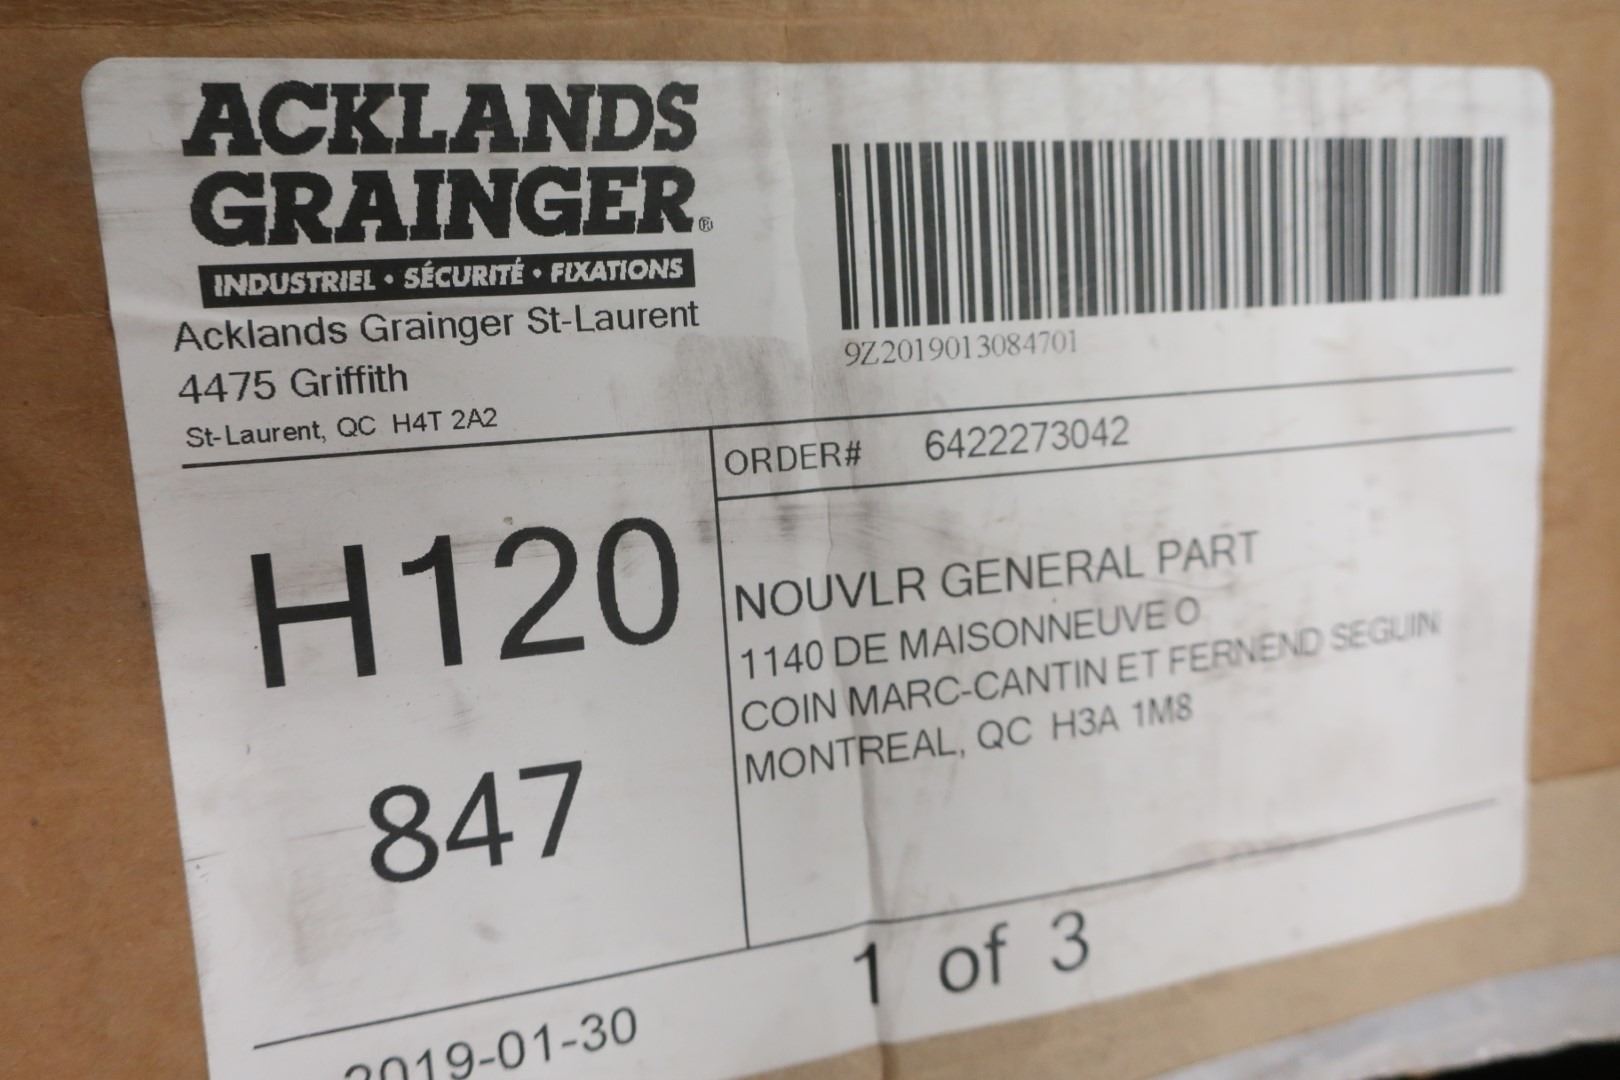 ACKLANDS
GRAINGER®
INDUSTRIEL • SÉCURITÉ • FIXATIONS
Acklands Grainger St-Laurent
4475 Griffith
St-Laurent, QC H4T 2A2
9Z2019013084701
ORDER# 6422273042
H120
847
NOUVLR GENERAL PART
1140 DE MAISONNEUVE O
COIN MARC-CANTIN ET FERNEND SEGUIN
MONTREAL, QC H3A 1M8
1 of 3
2019-01-30